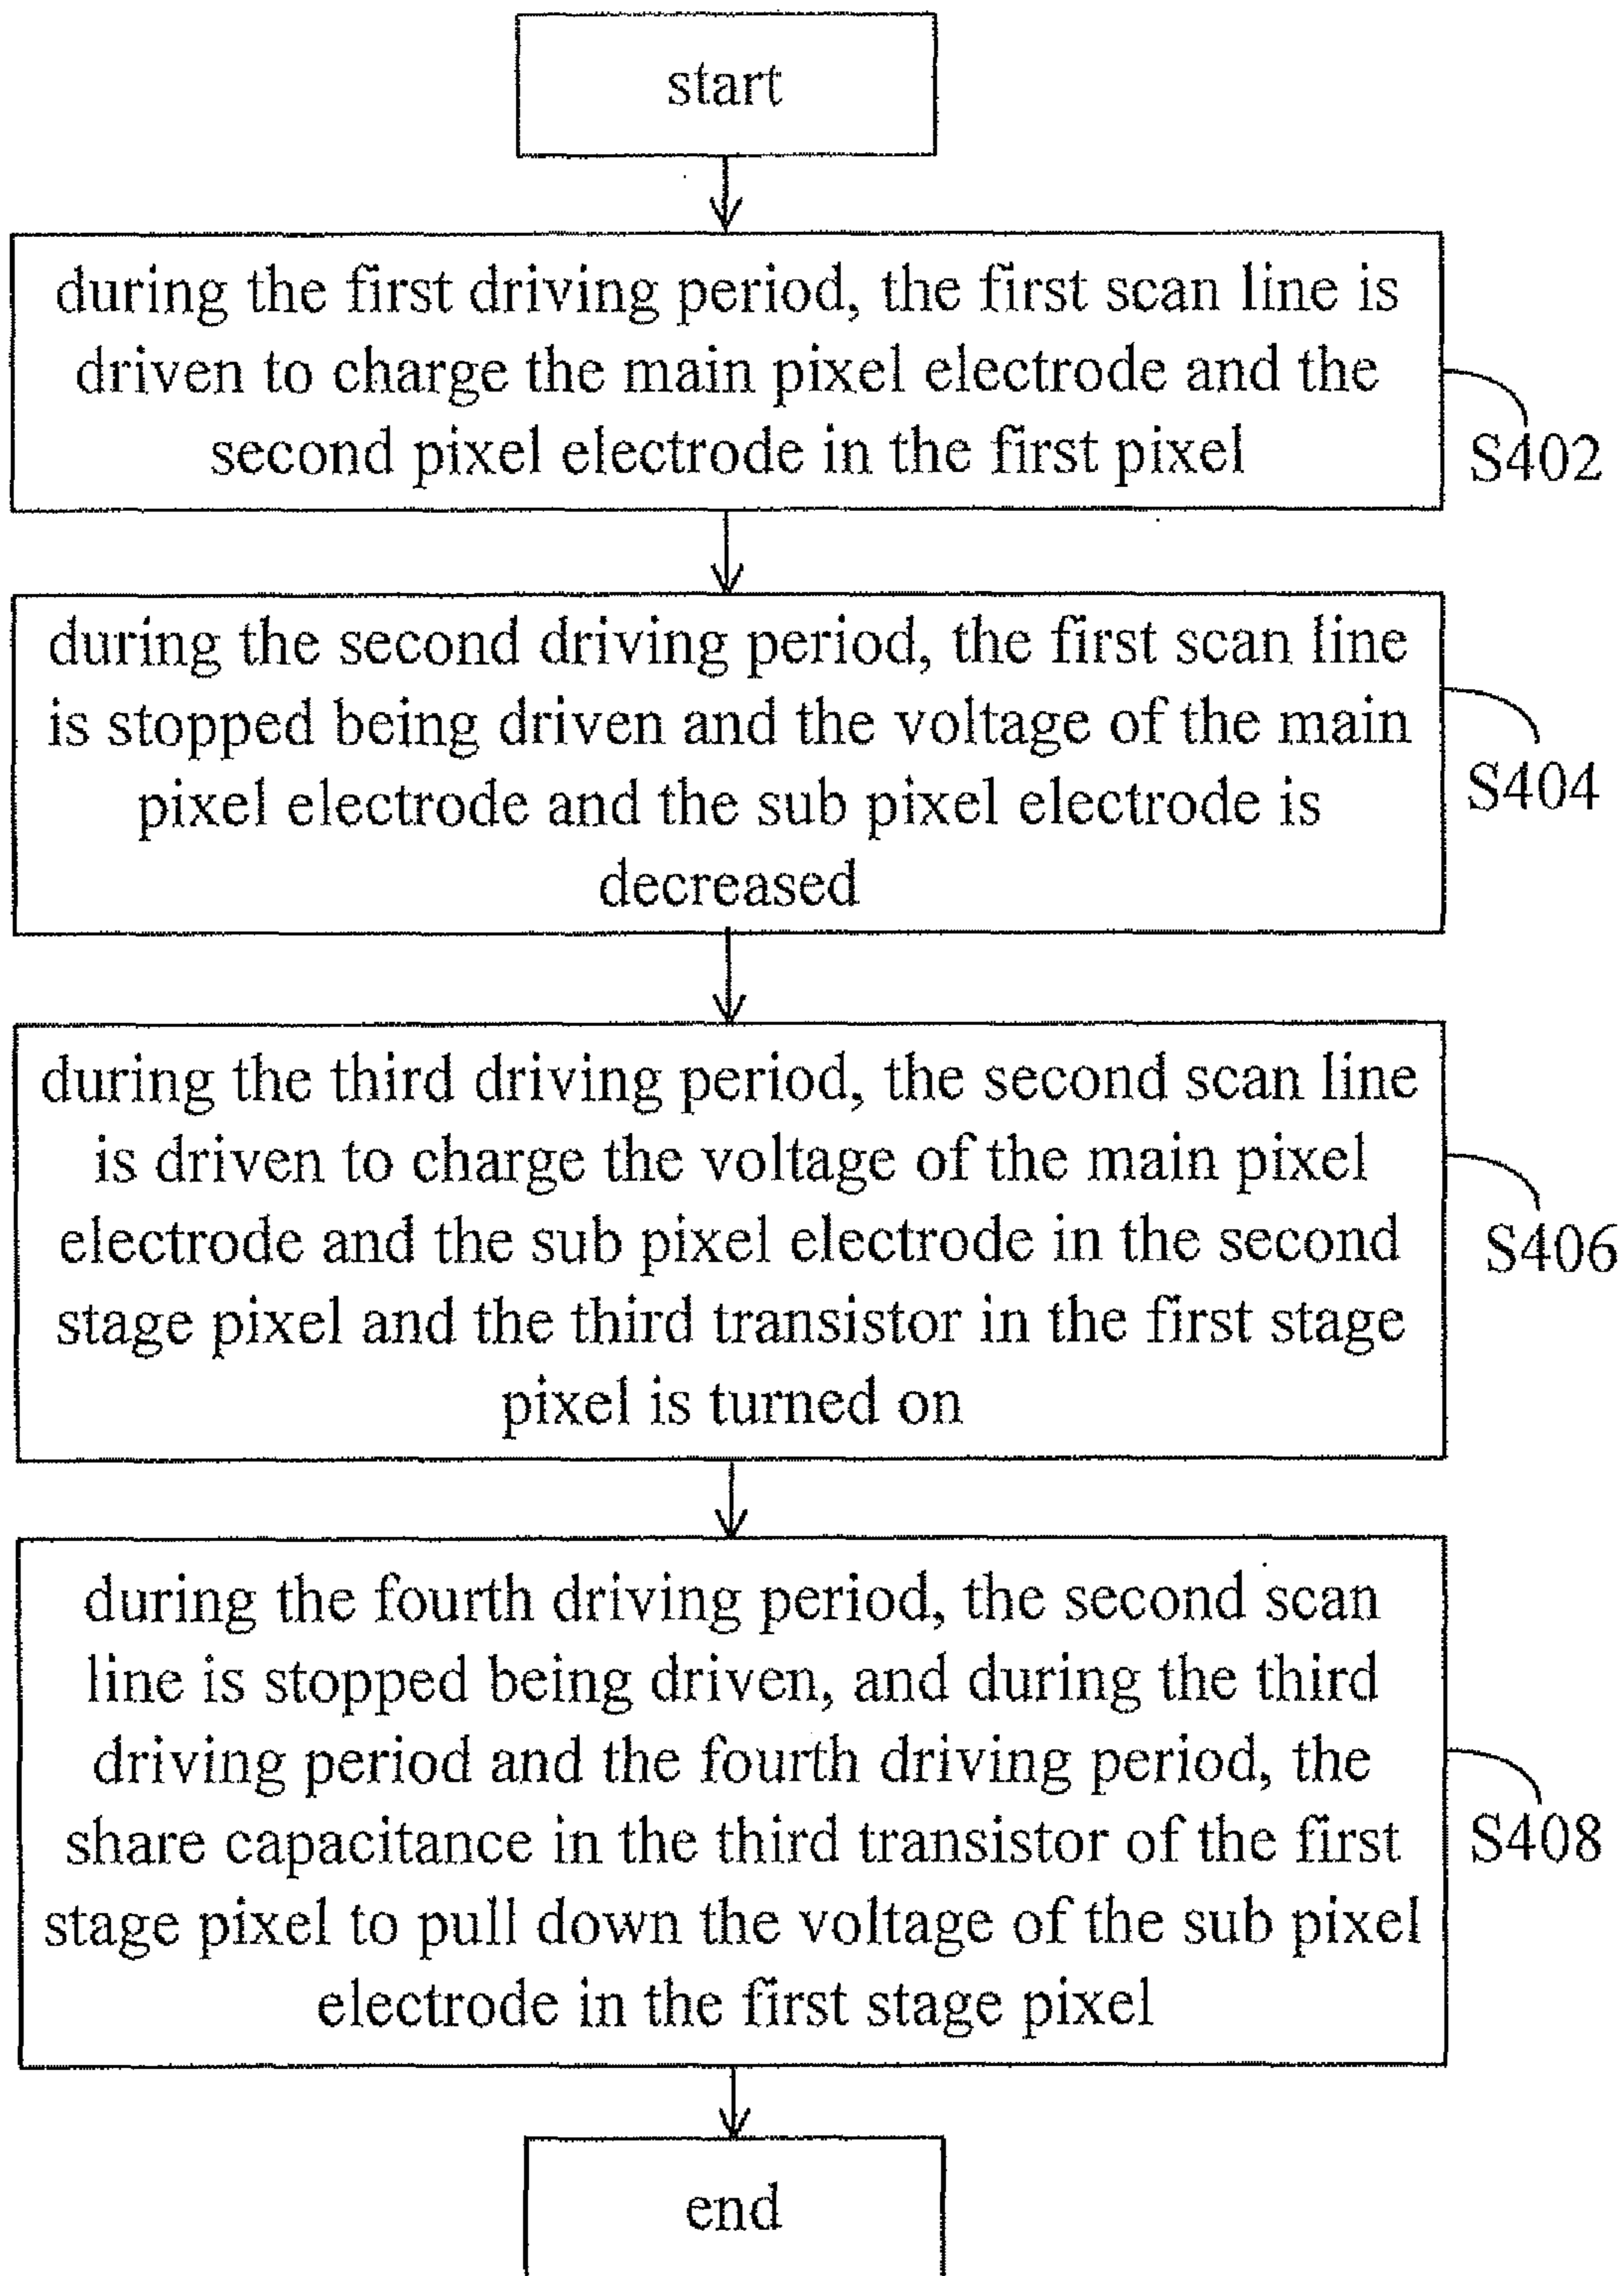 start
during the first driving period, the first scan line is
driven to charge the main pixel electrode and the
second pixel electrode in the first pixel
S402
during the second driving period, the first scan line
is stopped being driven and the voltage of the main
pixel electrode and the sub pixel electrode is
decreased
S404
during the third driving period, the second scan line
is driven to charge the voltage of the main pixel
electrode and the sub pixel electrode in the second
stage pixel and the third transistor in the first stage
pixel is turned on
S406
during the fourth driving period, the second scan
line is stopped being driven, and during the third
driving period and the fourth driving period, the
share capacitance in the third transistor of the first
stage pixel to pull down the voltage of the sub pixel
electrode in the first stage pixel
S408
end